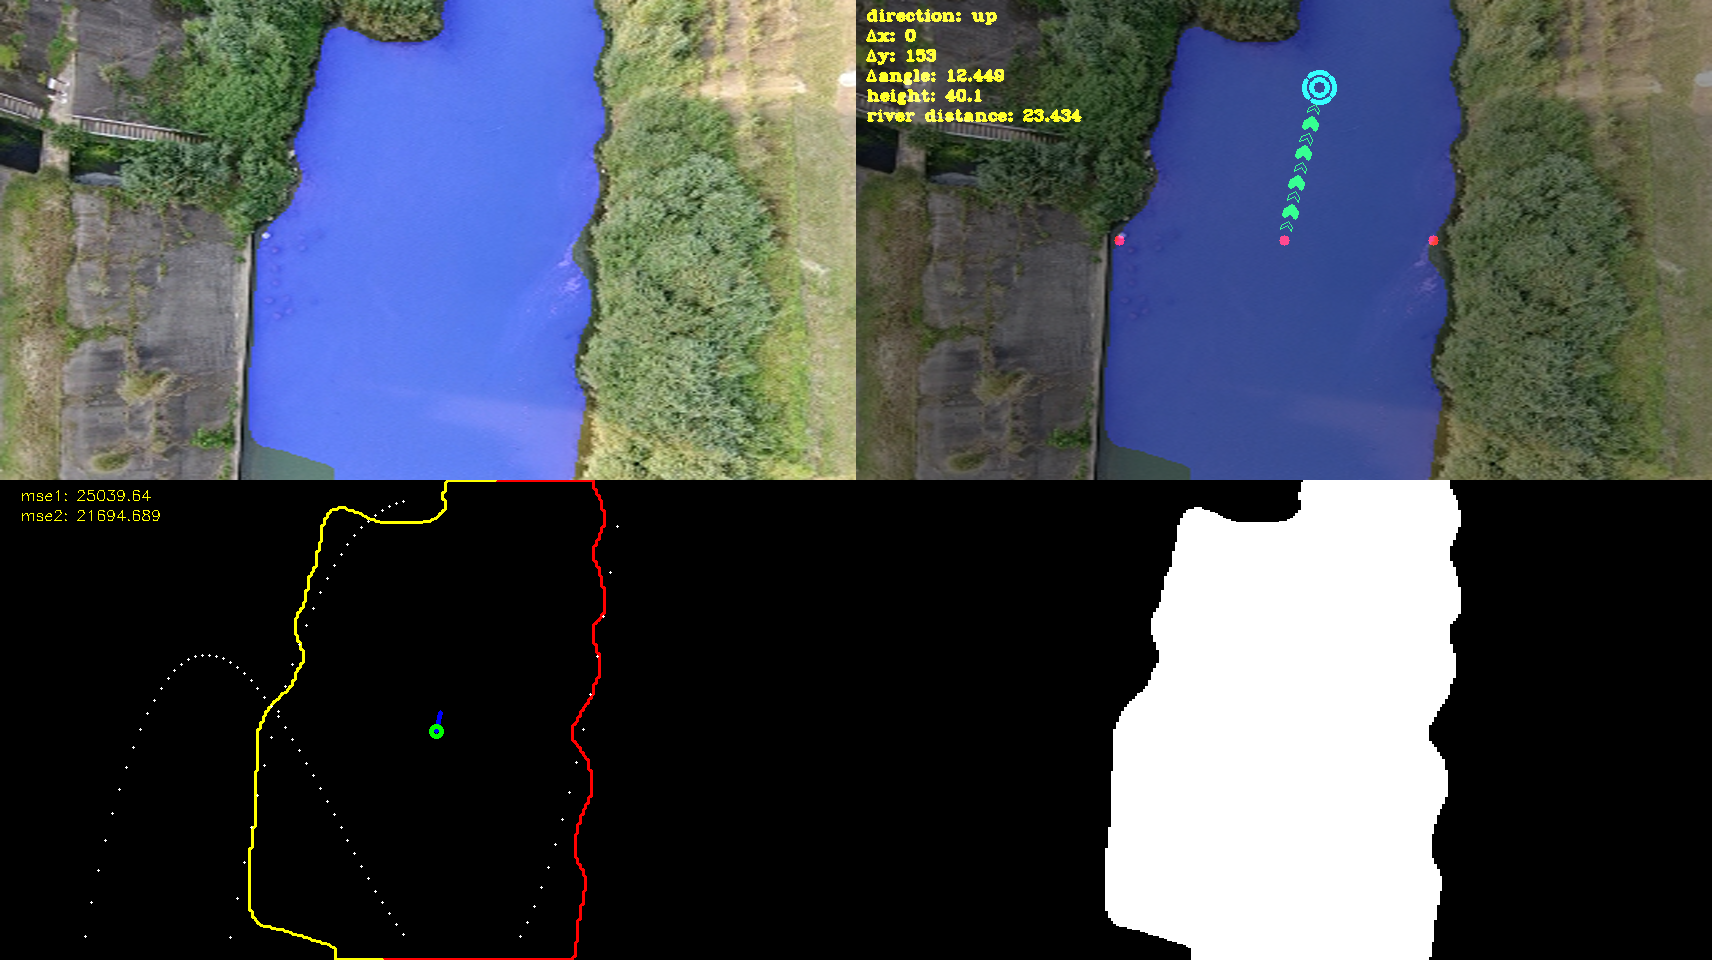 direction: up
Δx: 0
Δy: 153
Δangle: 12.449
height: 40.1
river distance: 23.434
mse1: 25039.64
mse2: 21694.689